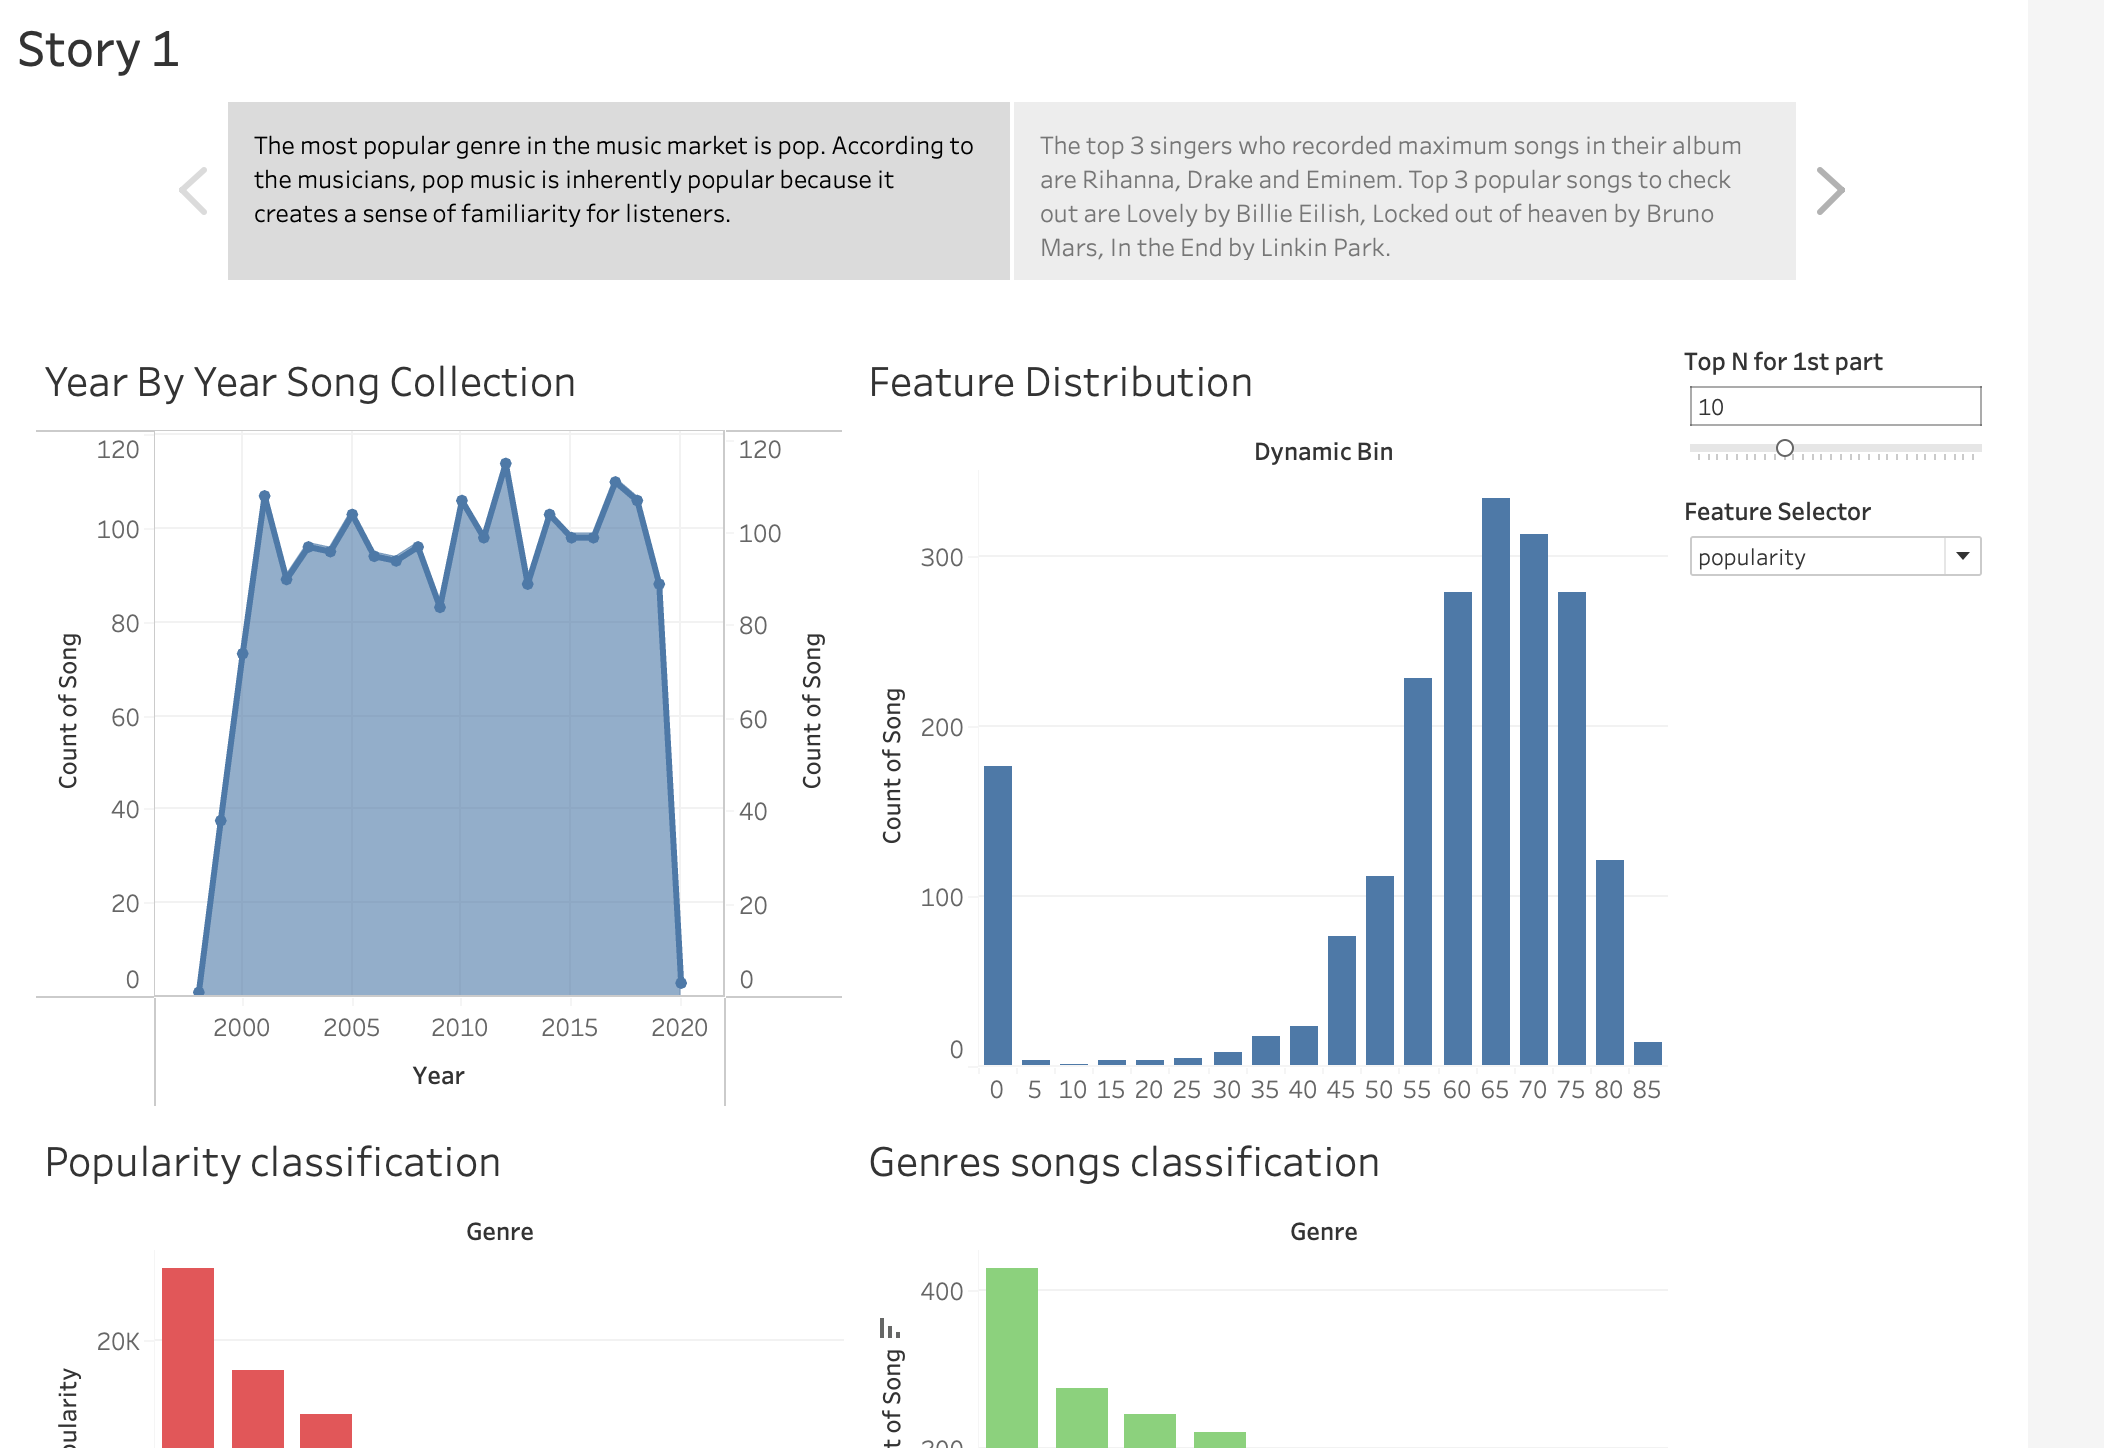 Story 1
The most popular genre in the music market is pop. According to
the musicians, pop music is inherently popular because it
creates a sense of familiarity for listeners.
The top 3 singers who recorded maximum songs in their album
are Rihanna, Drake and Eminem. Top 3 popular songs to check
out are Lovely by Billie Eilish, Locked out of heaven by Bruno
Mars, In the End by Linkin Park.
Year By Year Song Collection
120
100
80
60
40
20
0
Count of Song
120
100
80
60
40
20
0
Count of Song
2000 2005 2010 2015 2020
Year
Feature Distribution
Dynamic Bin
300
200
100
0
Count of Song
0 5 10 15 20 25 30 35 40 45 50 55 60 65 70 75 80 85
Top N for 1st part
10
Feature Selector
popularity
Popularity classification
Genre
20K
Genres songs classification
Genre
400
of Song